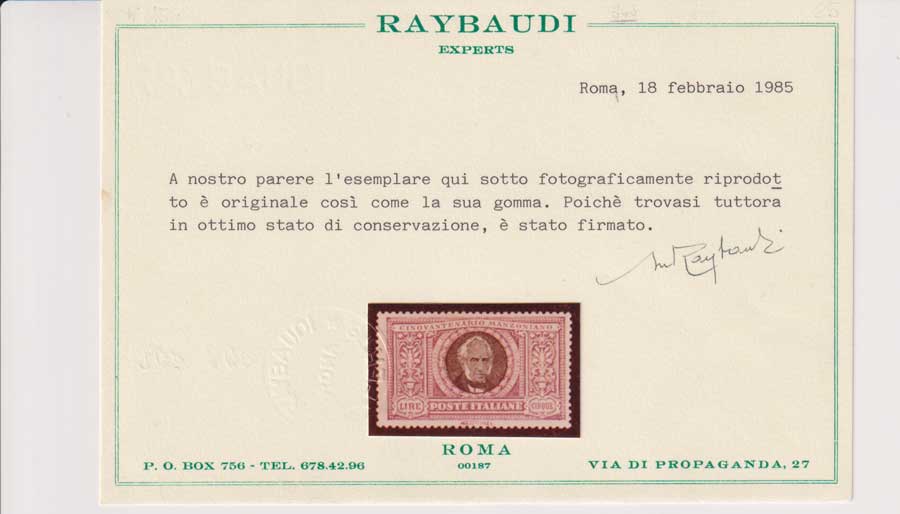 RAYBAUDI
EXPERTS
Roma, 18 febbraio 1985
A nostro parere l'esemplare qui sotto fotograficamente riprodot
to è originale così come la sua gomma. Poichè trovasi tuttora
in ottimo stato di conservazione, è stato firmato.
CINQVANTENARIO MANZONIANO
LIRE POSTE ITALIANE CINQUE
ROMA
P. O. BOX 756 - TEL. 678.42.96 00187 VIA DI PROPAGANDA, 27